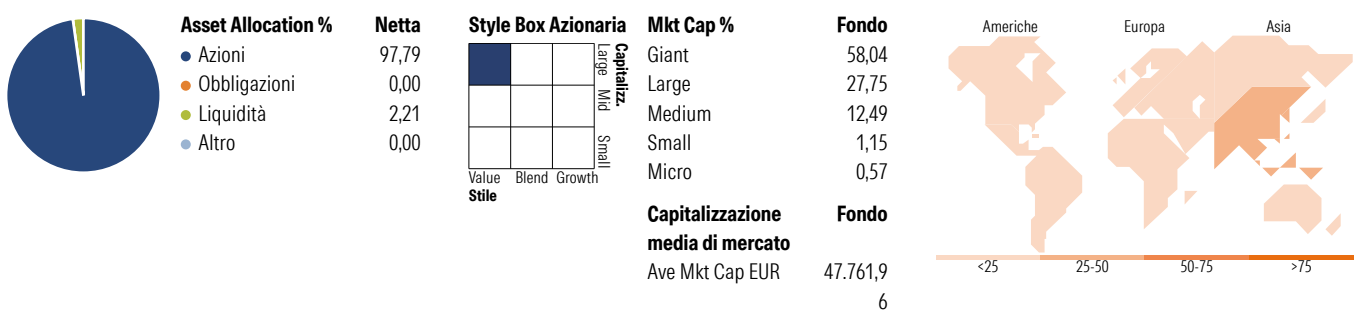 Asset Allocation % Netta
Azioni 97,79
Obbligazioni 0,00
Liquidità 2,21
Altro 0,00
Style Box Azionaria
Capitalizz.
Large
Mid
Small
Value Blend Growth
Stile
Mkt Cap % Fondo
Giant 58,04
Large 27,75
Medium 12,49
Small 1,15
Micro 0,57
Capitalizzazione Fondo
media di mercato
Ave Mkt Cap EUR 47.761,9
6
Americhe Europa Asia
<25 25-50 50-75 >75